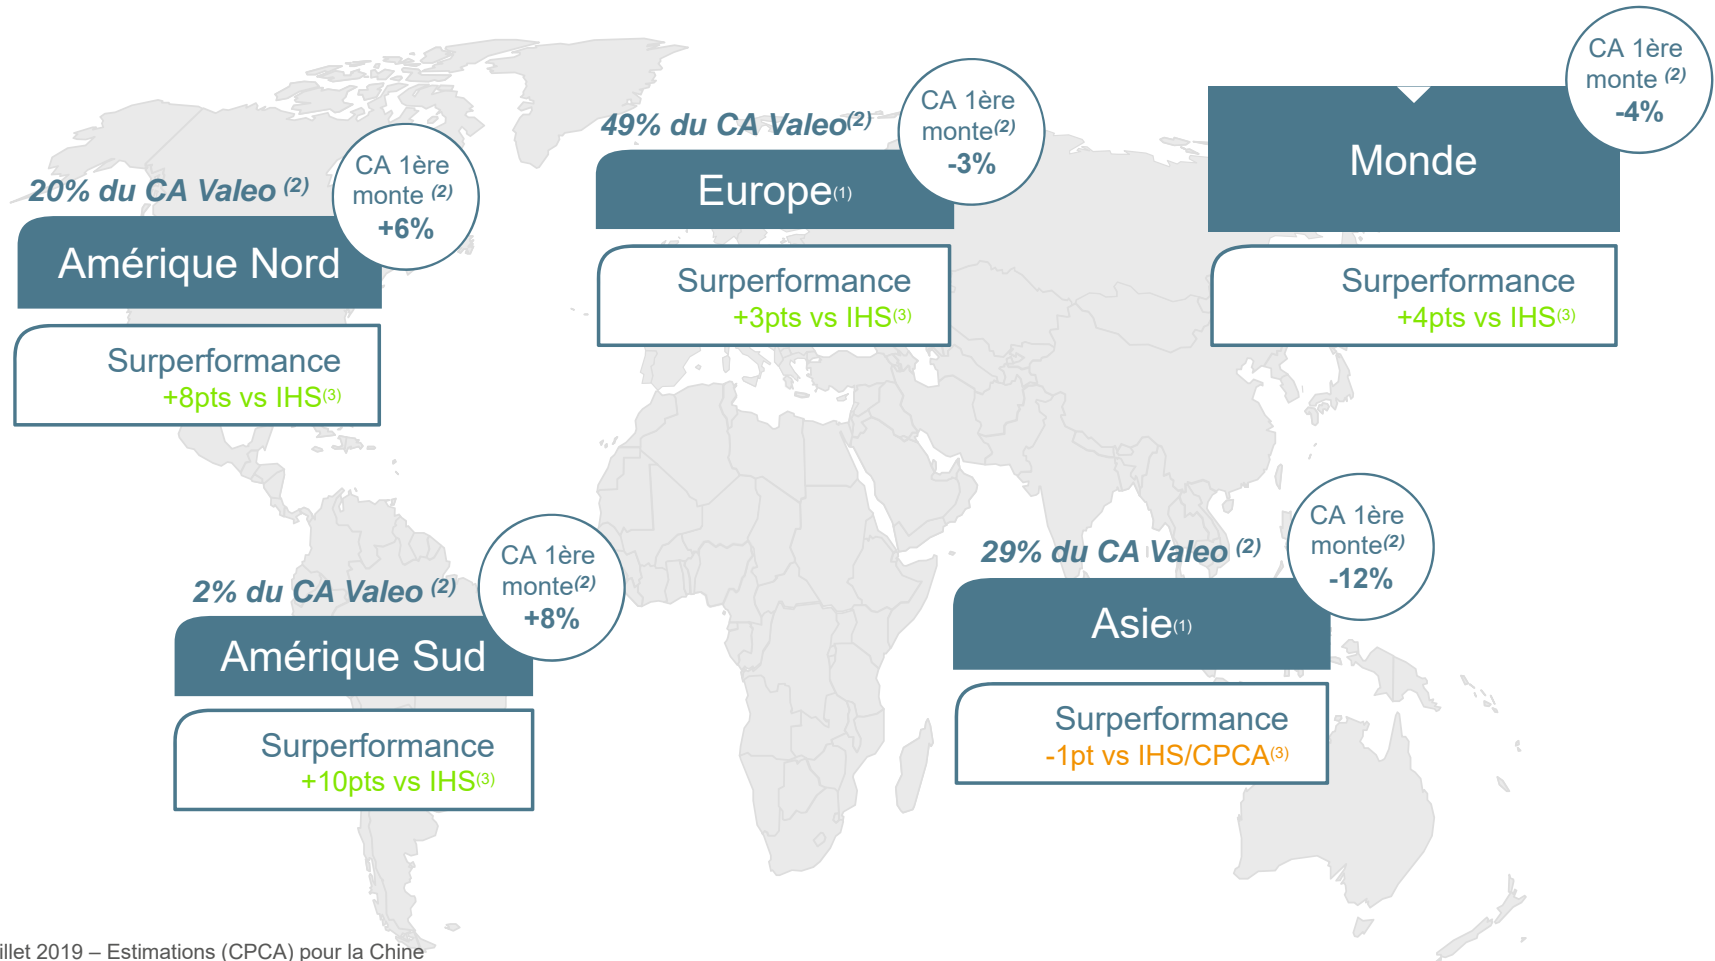 20% du CA Valeo (2)
CA 1ère
monte (2)
+6%
Amérique Nord
Surperformance
+8pts vs IHS(3)
49% du CA Valeo(2)
CA 1ère
monte(2)
-3%
Europe(1)
Surperformance
+3pts vs IHS(3)
CA 1ère
monte (2)
-4%
Monde
Surperformance
+4pts vs IHS(3)
2% du CA Valeo (2)
CA 1ère
monte(2)
+8%
Amérique Sud
Surperformance
+10pts vs IHS(3)
29% du CA Valeo (2)
CA 1ère
monte(2)
-12%
Asie(1)
Surperformance
-1pt vs IHS/CPCA(3)
2019 – Estimations (CPCA) pour la Chine